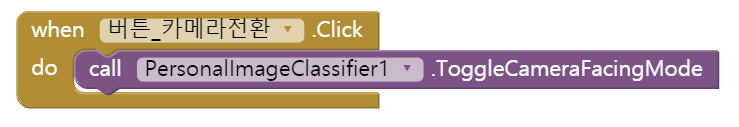 when 버튼_카메라전환 .Click
do call PersonalImageClassifier1 .ToggleCameraFacingMode